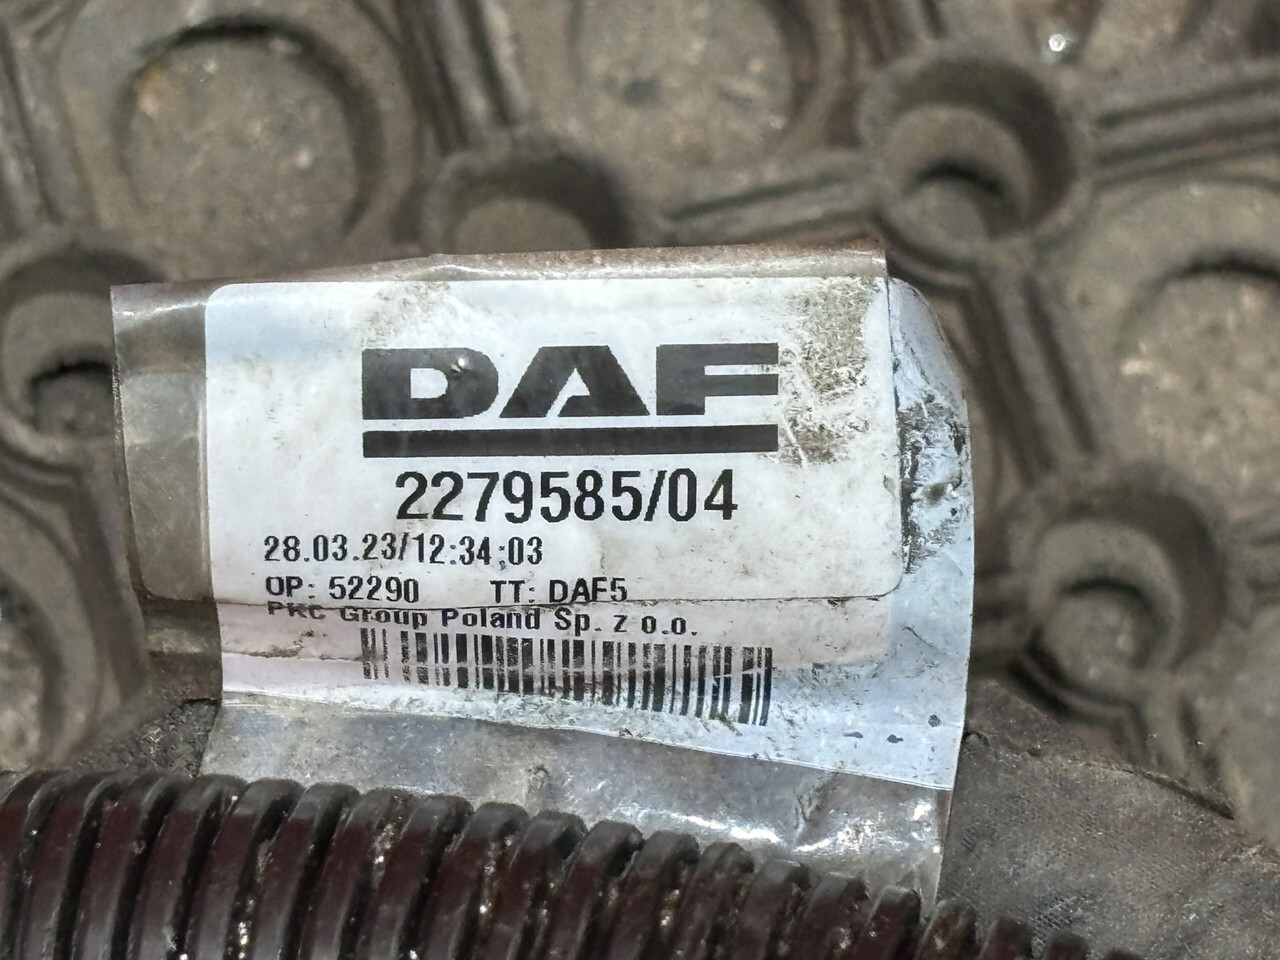 DAF
2279585/04
28.03.23/12:34:03
OP: 52290 TT: DAF5
PKC Group Poland Sp. z o.o.